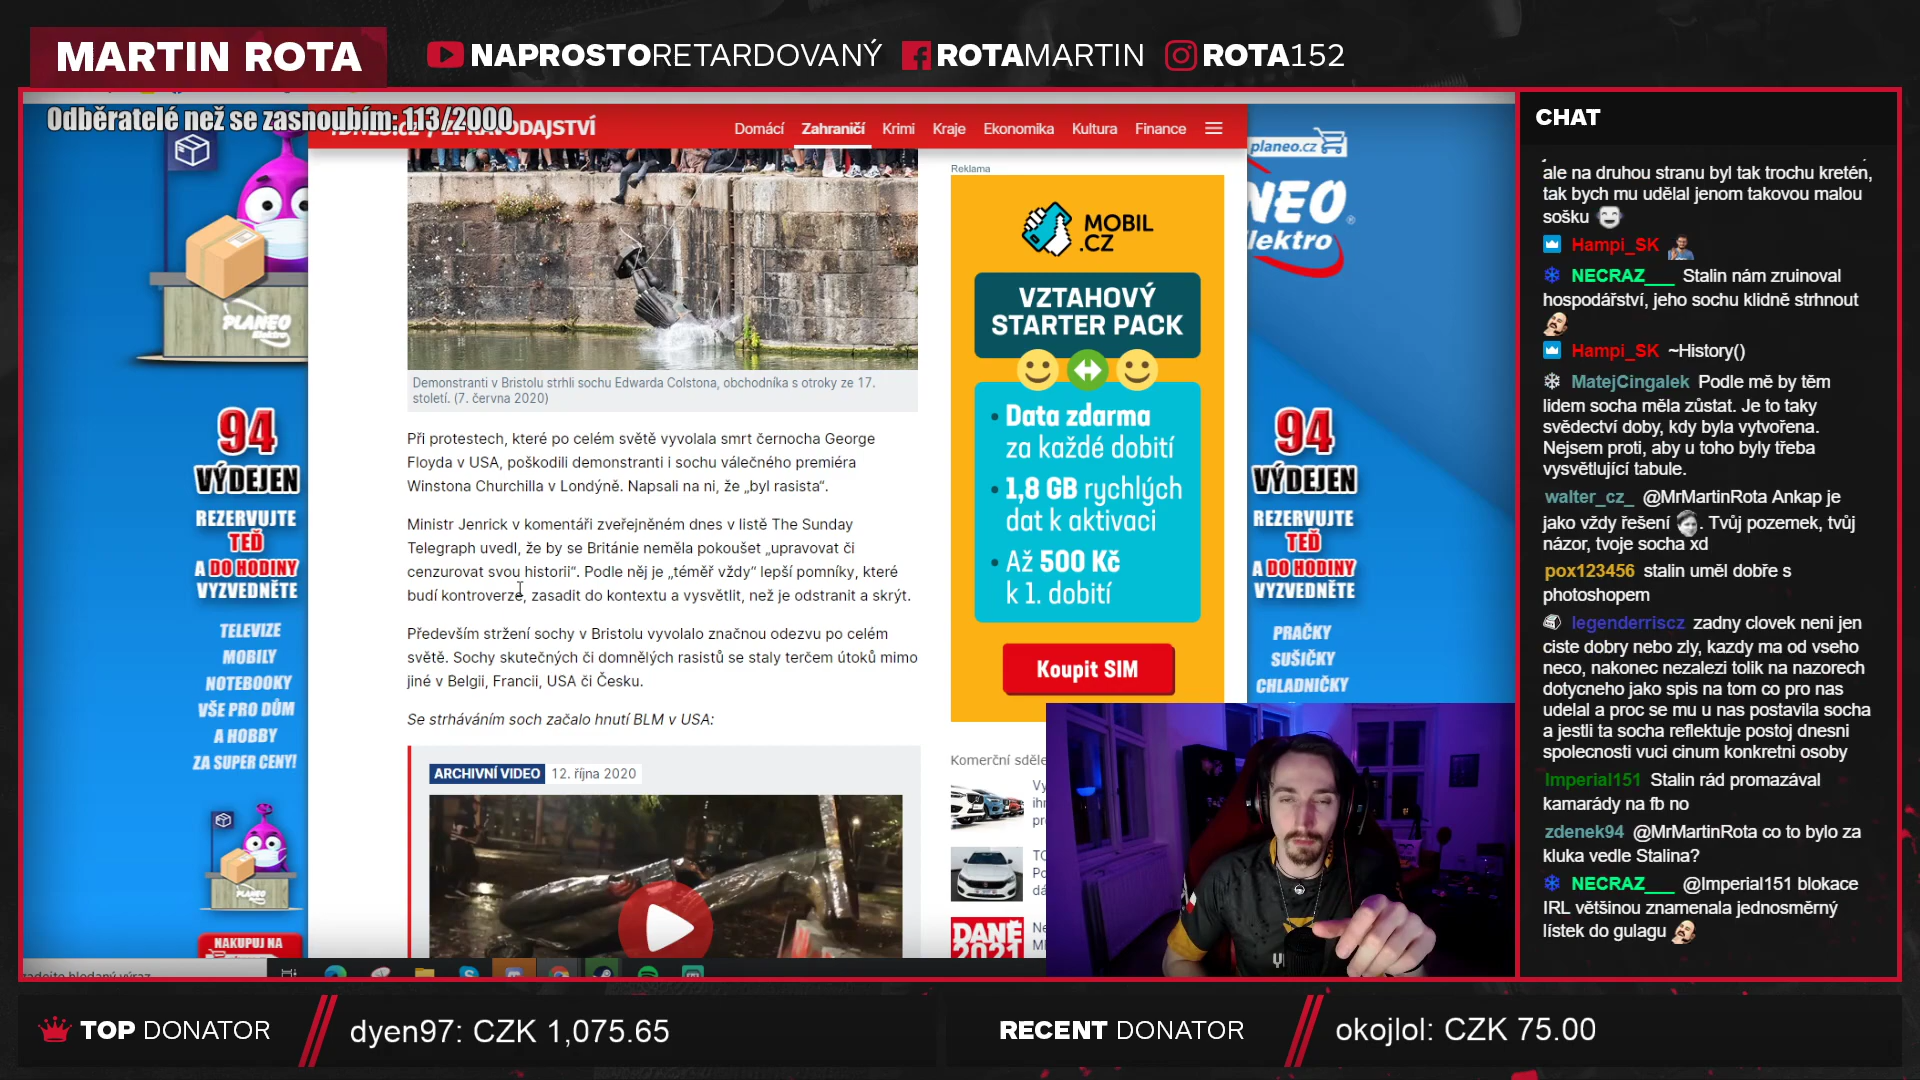 MARTIN ROTA
NAPROSTORETARDOVANÝ
ROTAMARTIN
ROTA152
Odběratelé než se zasnoubím: 113/2000
DAJSTVÍ
Domácí Zahraničí Krimi Kraje Ekonomika Kultura Finance
Demonstranti v Bristolu strhli sochu Edwarda Colstona, obchodníka s otroky ze 17.
století. (7. června 2020)
Při protestech, které po celém světě vyvolala smrt černocha George
Floyda v USA, poškodili demonstranti i sochu válečného premiéra
Winstona Churchilla v Londýně. Napsali na ni, že „byl rasista“.
Ministr Jenrick v komentáři zveřejněném dnes v listě The Sunday
Telegraph uvedl, že by se Británie neměla pokoušet „upravovat či
cenzurovat svou historii“. Podle něj je „téměř vždy“ lepší pomníky, které
budí kontroverze, zasadit do kontextu a vysvětlit, než je odstranit a skrýt.
Především stržení sochy v Bristolu vyvolalo značnou odezvu po celém
světě. Sochy skutečných či domnělých rasistů se staly terčem útoků mimo
jiné v Belgii, Francii, USA či Česku.
Se strháváním soch začalo hnutí BLM v USA:
ARCHIVNÍ VIDEO 12. října 2020
PLANEO
Elektro
94
VÝDEJEN
REZERVUJTE
TEĎ
A DO HODINY
VYZVEDNĚTE
TELEVIZE
MOBILY
NOTEBOOKY
VŠE PRO DŮM
A HOBBY
ZA SUPER CENY!
PLANEO
NAKUPUJ NA
Reklama
MOBIL
.CZ
VZTAHOVÝ
STARTER PACK
• Data zdarma
za každé dobití
• 1,8 GB rychlých
dat k aktivaci
• Až 500 Kč
k 1. dobití
Koupit SIM
Komerční sděle
DANĚ
2021
planeo.cz
NEO
lektro
94
VÝDEJEN
REZERVUJTE
TEĎ
A DO HODINY
VYZVEDNĚTE
PRAČKY
SUŠIČKY
CHLADNIČKY
CHAT
ale na druhou stranu byl tak trochu kretén,
tak bych mu udělal jenom takovou malou
sošku
Hampi_SK
NECRAZ___ Stalin nám zruinoval
hospodářství, jeho sochu klidně strhnout
Hampi_SK ~History()
MatejCingalek Podle mě by těm
lidem socha měla zůstat. Je to taky
svědectví doby, kdy byla vytvořena.
Nejsem proti, aby u toho byly třeba
vysvětlující tabule.
walter_cz_ @MrMartinRota Ankap je
jako vždy řešení . Tvůj pozemek, tvůj
názor, tvoje socha xd
pox123456 stalin uměl dobře s
photoshopem
legenderriscz zadny clovek neni jen
ciste dobry nebo zly, kazdy ma od vseho
neco, nakonec nezalezi tolik na nazorech
dotycneho jako spis na tom co pro nas
udelal a proc se mu u nas postavila socha
a jestli ta socha reflektuje postoj dnesni
spolecnosti vuci cinum konkretni osoby
Imperial151 Stalin rád promazával
kamarády na fb no
zdenek94 @MrMartinRota co to bylo za
kluka vedle Stalina?
NECRAZ___ @Imperial151 blokace
IRL většinou znamenala jednosměrný
lístek do gulagu
TOP DONATOR
dyen97: CZK 1,075.65
RECENT DONATOR
okojlol: CZK 75.00